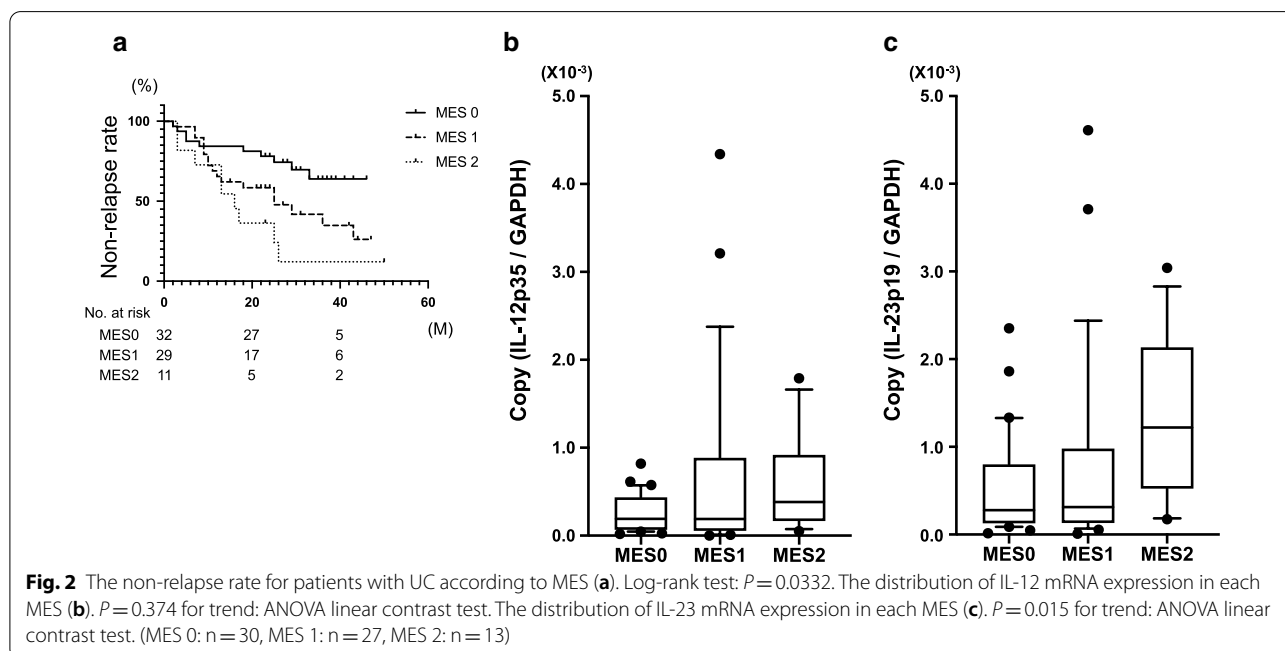 a
(%)
Non-relapse rate
100
50
0
0 20 40 60
(M)
MES 0
MES 1
MES 2
No. at risk
MES0 32 27 5
MES1 29 17 6
MES2 11 5 2
b
(X10-3)
Copy (IL-12p35 / GAPDH)
5.0
4.0
3.0
2.0
1.0
0.0
MES0 MES1 MES2
c
(X10-3)
Copy (IL-23p19 / GAPDH)
5.0
4.0
3.0
2.0
1.0
0.0
MES0 MES1 MES2
Fig. 2 The non-relapse rate for patients with UC according to MES (a). Log-rank test: P = 0.0332. The distribution of IL-12 mRNA expression in each
MES (b). P = 0.374 for trend: ANOVA linear contrast test. The distribution of IL-23 mRNA expression in each MES (c). P = 0.015 for trend: ANOVA linear
contrast test. (MES 0: n = 30, MES 1: n = 27, MES 2: n = 13)